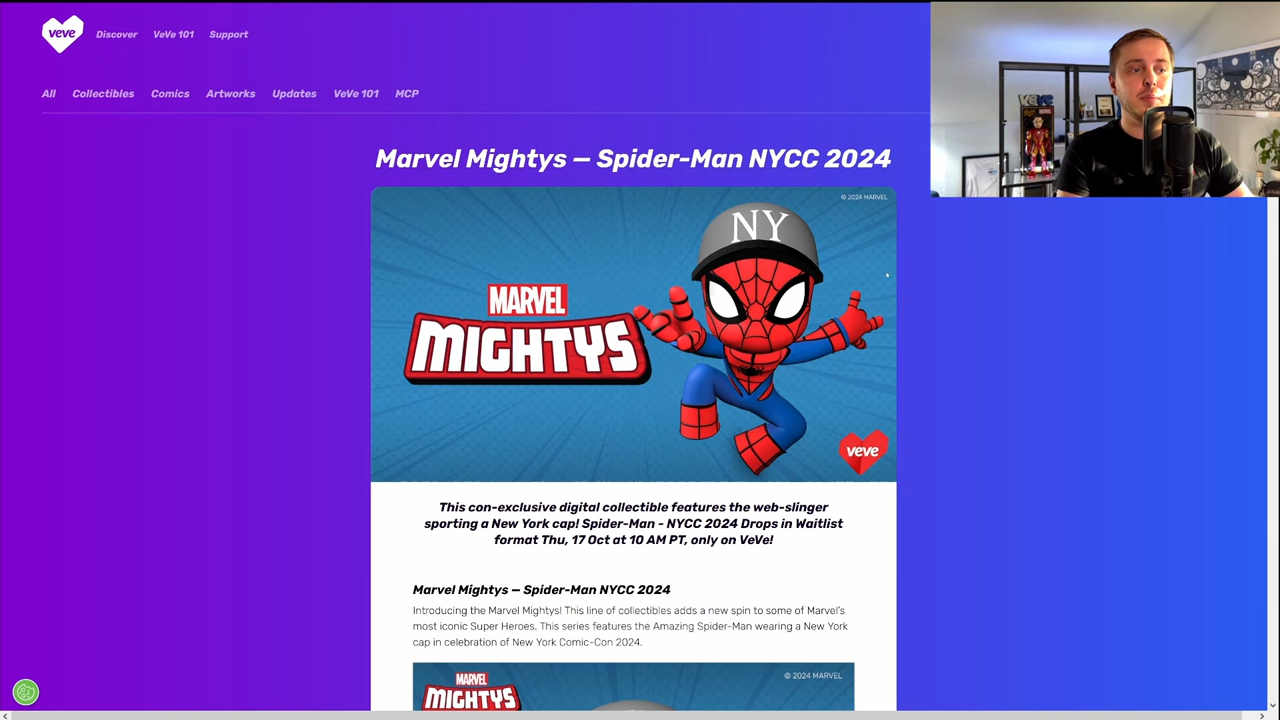 veve
Discover
VeVe 101
Support
All
Collectibles
Comics
Artworks
Updates
VeVe 101
MCP
VEVE
Marvel Mightys — Spider-Man NYCC 2024
© 2024 MARVEL
NY
MARVEL
MIGHTYS
veve
This con-exclusive digital collectible features the web-slinger
sporting a New York cap! Spider-Man - NYCC 2024 Drops in Waitlist
format Thu, 17 Oct at 10 AM PT, only on VeVe!
Marvel Mightys — Spider-Man NYCC 2024
Introducing the Marvel Mightys! This line of collectibles adds a new spin to some of Marvel's
most iconic Super Heroes. This series features the Amazing Spider-Man wearing a New York
cap in celebration of New York Comic-Con 2024.
MARVEL
MIGHTYS
© 2024 MARVEL